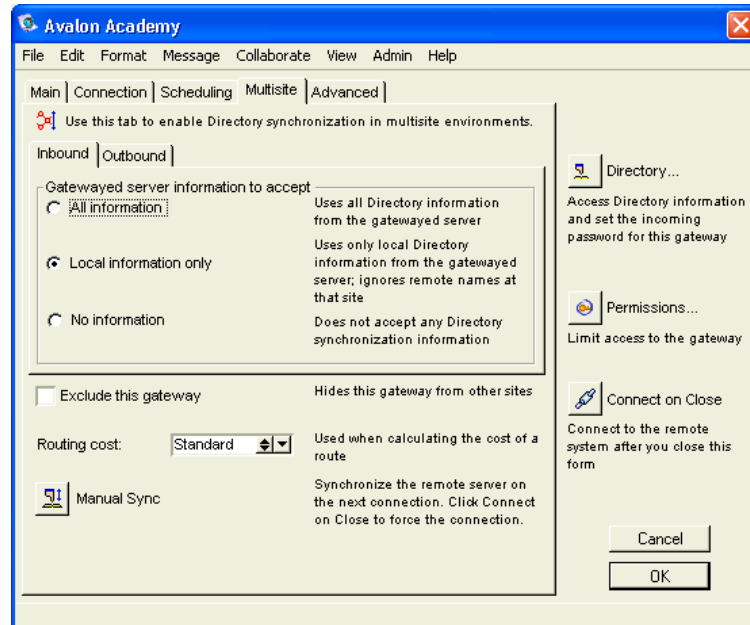 Avalon Academy
File Edit Format Message Collaborate View Admin Help
Main Connection Scheduling Multisite Advanced
Use this tab to enable Directory synchronization in multisite environments.
Inbound Outbound
Gatewayed server information to accept
All information
Uses all Directory information
from the gatewayed server
Local information only
Uses only local Directory
information from the gatewayed
server; ignores remote names at
that site
No information
Does not accept any Directory
synchronization information
Exclude this gateway
Hides this gateway from other sites
Routing cost:
Standard
Used when calculating the cost of a
route
Manual Sync
Synchronize the remote server on
the next connection. Click Connect
on Close to force the connection.
Directory...
Access Directory information
and set the incoming
password for this gateway
Permissions...
Limit access to the gateway
Connect on Close
Connect to the remote
system after you close this
form
Cancel
OK